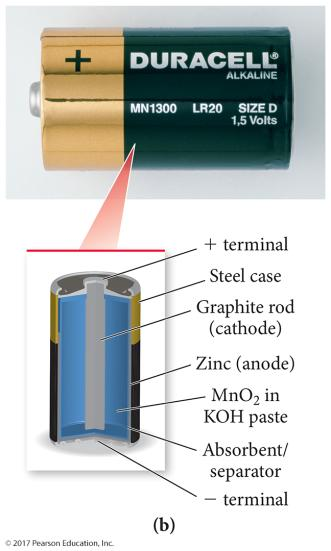 +
DURACELL®
ALKALINE
MN1300 LR20 SIZE D
1,5 Volts
+ terminal
Steel case
Graphite rod
(cathode)
Zinc (anode)
MnO₂ in
KOH paste
Absorbent/
separator
− terminal
(b)
© 2017 Pearson Education, Inc.